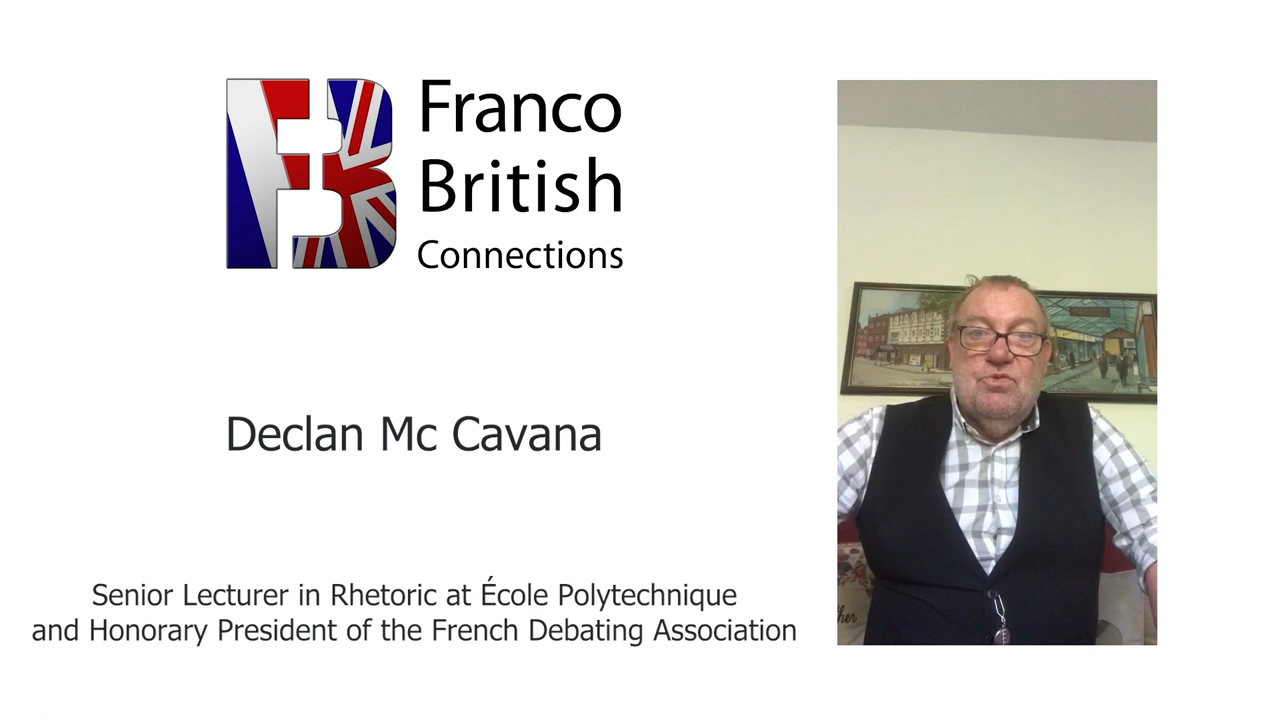 Franco
British
Connections
Declan Mc Cavana
Senior Lecturer in Rhetoric at École Polytechnique
and Honorary President of the French Debating Association